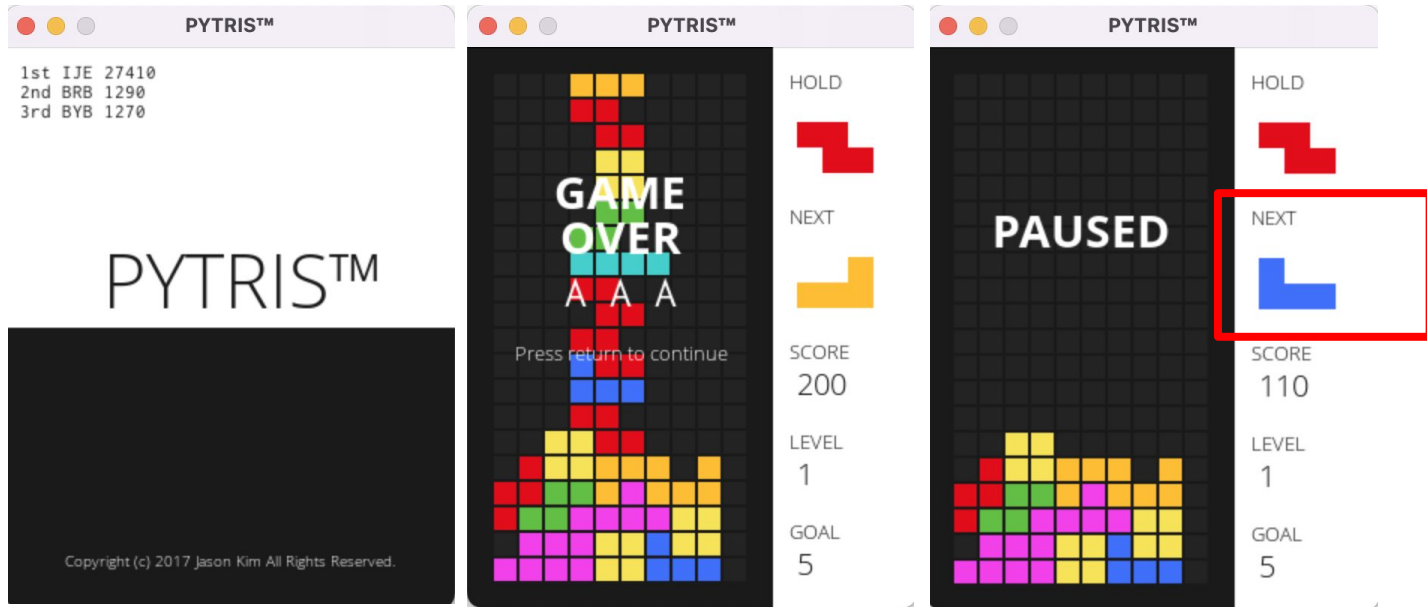 PYTRIS™
1st IJE 27410
2nd BRB 1290
3rd BYB 1270
PYTRIS™
Copyright (c) 2017 Jason Kim All Rights Reserved.
PYTRIS™
GAME
OVER
A A A
Press return to continue
HOLD
NEXT
SCORE
200
LEVEL
1
GOAL
5
PYTRIS™
PAUSED
HOLD
NEXT
SCORE
110
LEVEL
1
GOAL
5